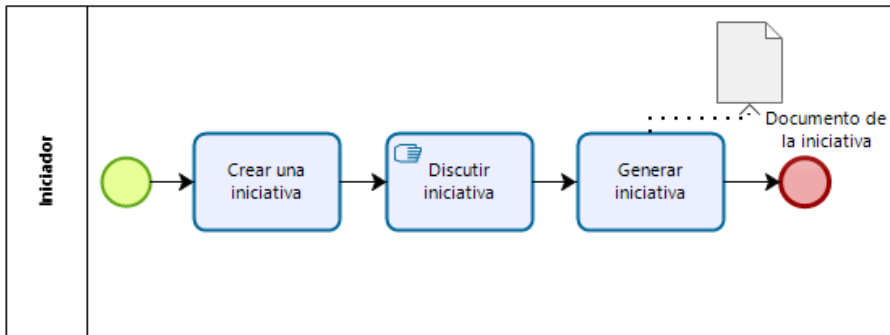 Iniciador
Crear una
iniciativa
Discutir
iniciativa
Generar
iniciativa
Documento de
la iniciativa